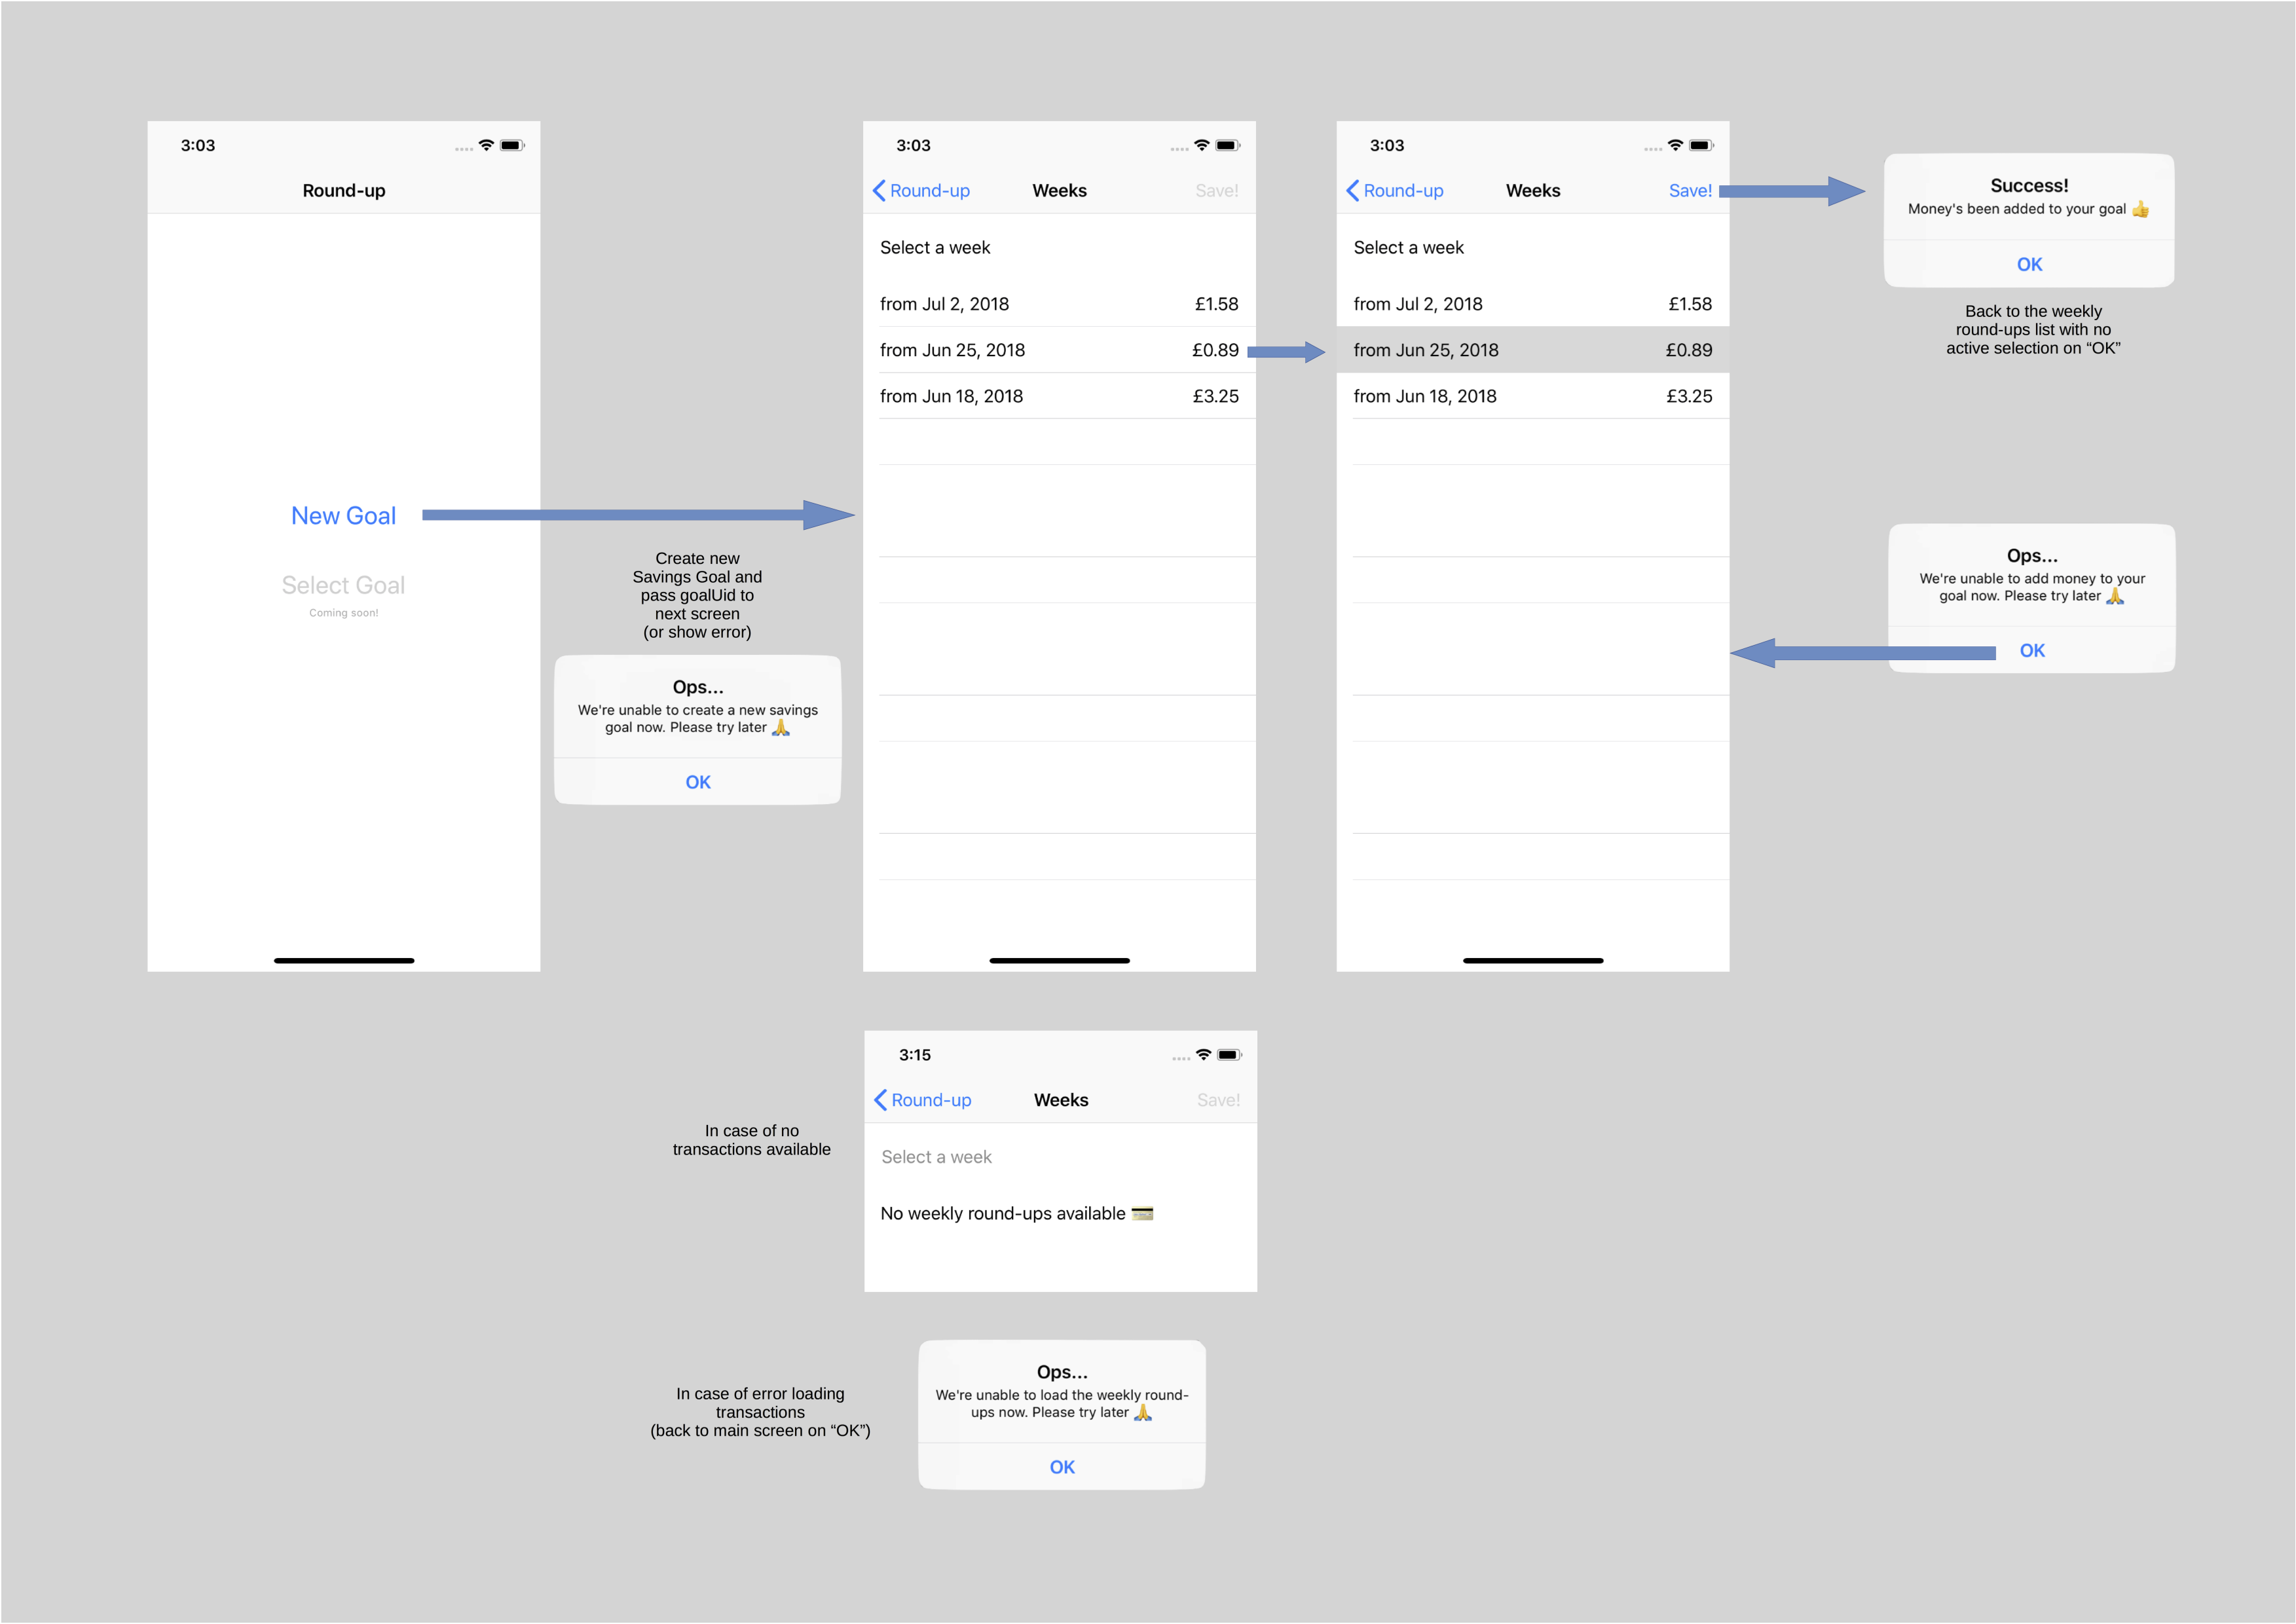 3:03
Round-up
New Goal
Select Goal
Coming soon!
Create new
Savings Goal and
pass goalUid to
next screen
(or show error)
Ops...
We're unable to create a new savings
goal now. Please try later 🙏
OK
3:03
Round-up Weeks Save!
Select a week
from Jul 2, 2018 £1.58
from Jun 25, 2018 £0.89
from Jun 18, 2018 £3.25
3:03
Round-up Weeks Save!
Select a week
from Jul 2, 2018 £1.58
from Jun 25, 2018 £0.89
from Jun 18, 2018 £3.25
Success!
Money's been added to your goal 👍
OK
Back to the weekly
round-ups list with no
active selection on “OK”
Ops...
We're unable to add money to your
goal now. Please try later 🙏
OK
In case of no
transactions available
3:15
Round-up Weeks Save!
Select a week
No weekly round-ups available 💳
In case of error loading
transactions
(back to main screen on “OK”)
Ops...
We're unable to load the weekly round-
ups now. Please try later 🙏
OK